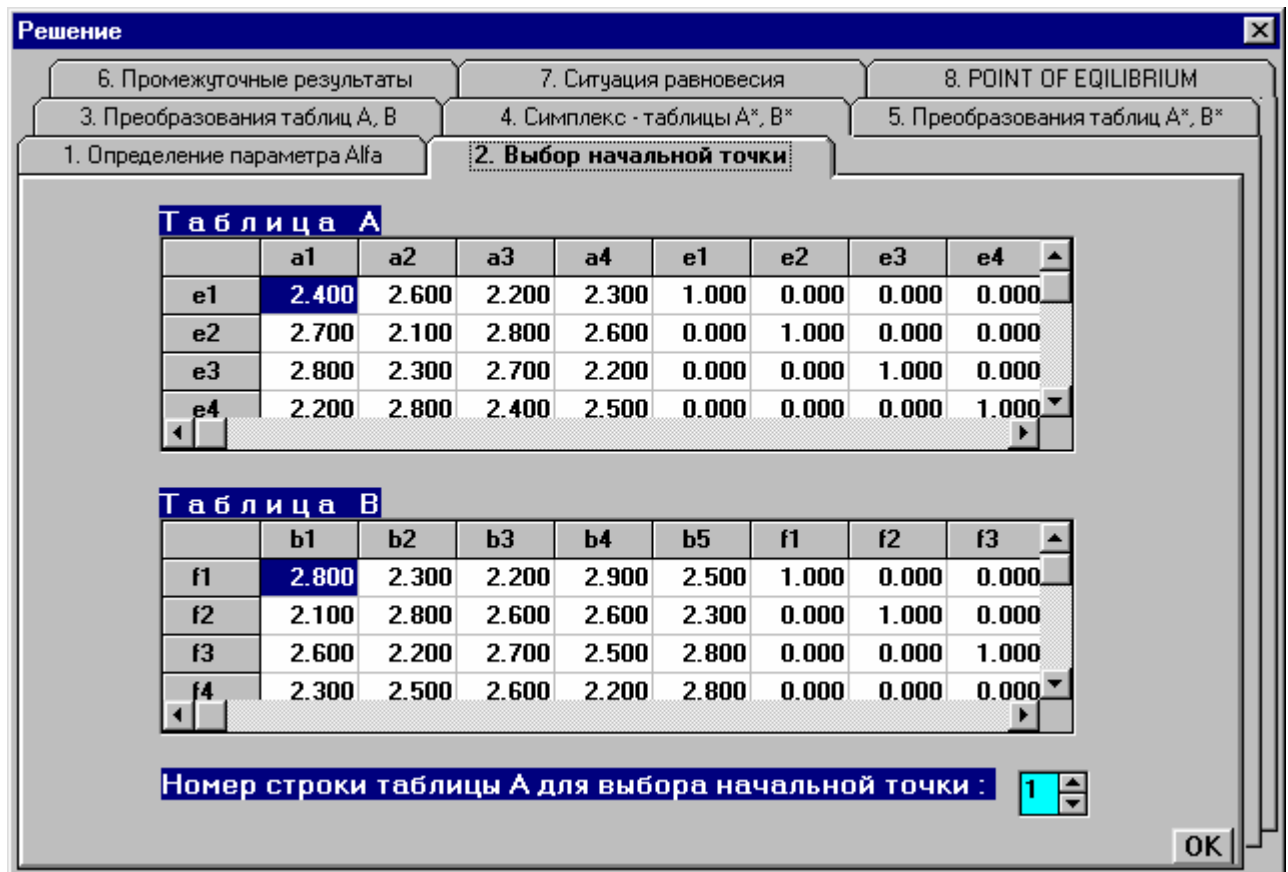 Решение
6. Промежуточные результаты 7. Ситуация равновесия 8. POINT OF EQILIBRIUM
3. Преобразования таблиц А, В 4. Симплекс - таблицы А*, В* 5. Преобразования таблиц А*, В*
1. Определение параметра Alfa 2. Выбор начальной точки
Таблица А
a1 a2 a3 a4 e1 e2 e3 e4
e1 2.400 2.600 2.200 2.300 1.000 0.000 0.000 0.000
e2 2.700 2.100 2.800 2.600 0.000 1.000 0.000 0.000
e3 2.800 2.300 2.700 2.200 0.000 0.000 1.000 0.000
e4 2.200 2.800 2.400 2.500 0.000 0.000 0.000 1.000
Таблица В
b1 b2 b3 b4 b5 f1 f2 f3
f1 2.800 2.300 2.200 2.900 2.500 1.000 0.000 0.000
f2 2.100 2.800 2.600 2.600 2.300 0.000 1.000 0.000
f3 2.600 2.200 2.700 2.500 2.800 0.000 0.000 1.000
f4 2.300 2.500 2.600 2.200 2.800 0.000 0.000 0.000
Номер строки таблицы А для выбора начальной точки : 1
OK